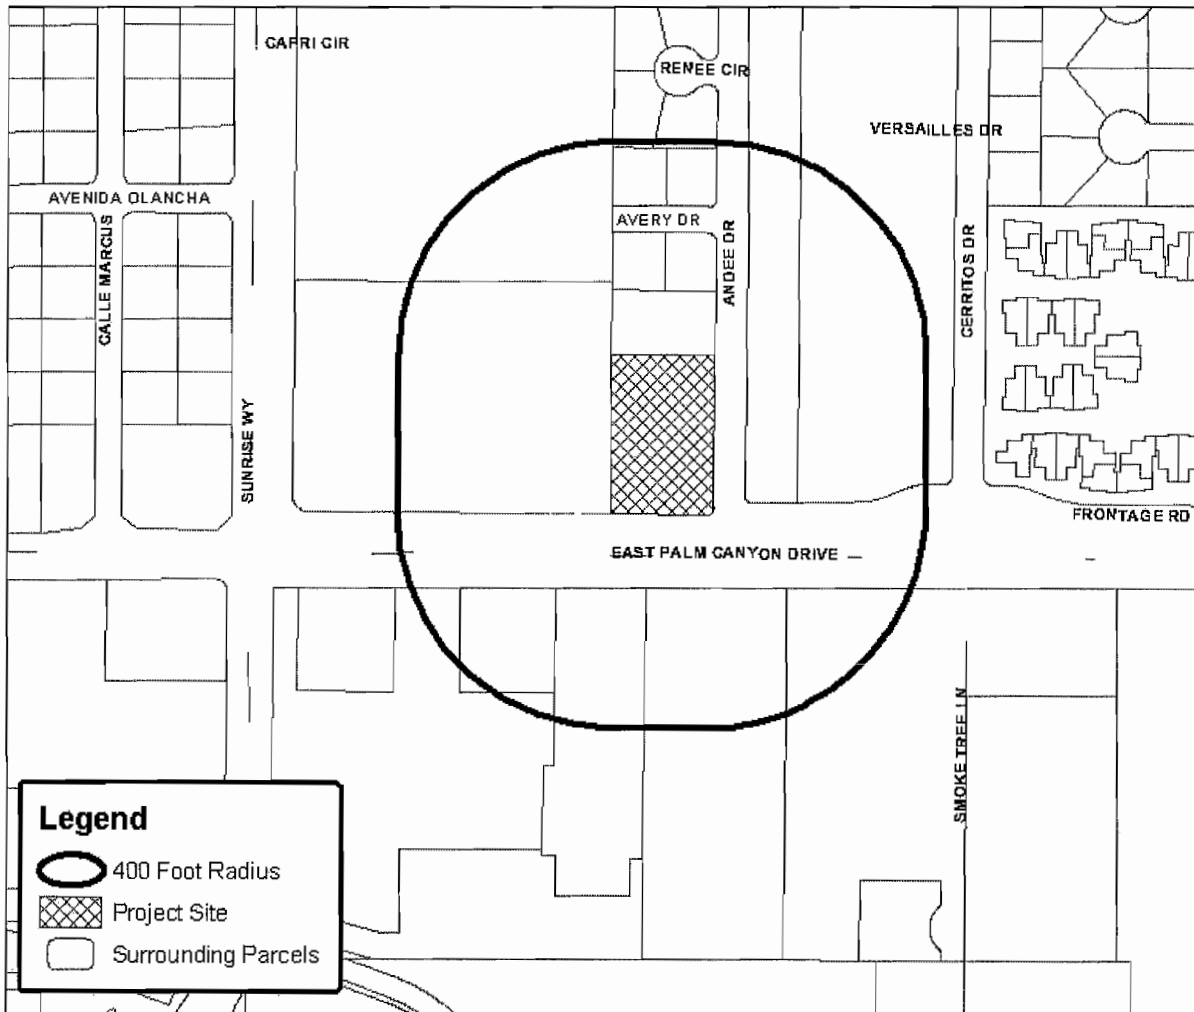 CAPRI CIR
RENEE CIR
VERSAILLES DR
AVENIDA OLANCHA
CALLE MARCUS
AVERY DR
ANDEE DR
CERRITOS DR
SUNRISE WY
FRONTAGE RD
EAST PALM CANYON DRIVE
SMOKE TREE LN
Legend
400 Foot Radius
Project Site
Surrounding Parcels